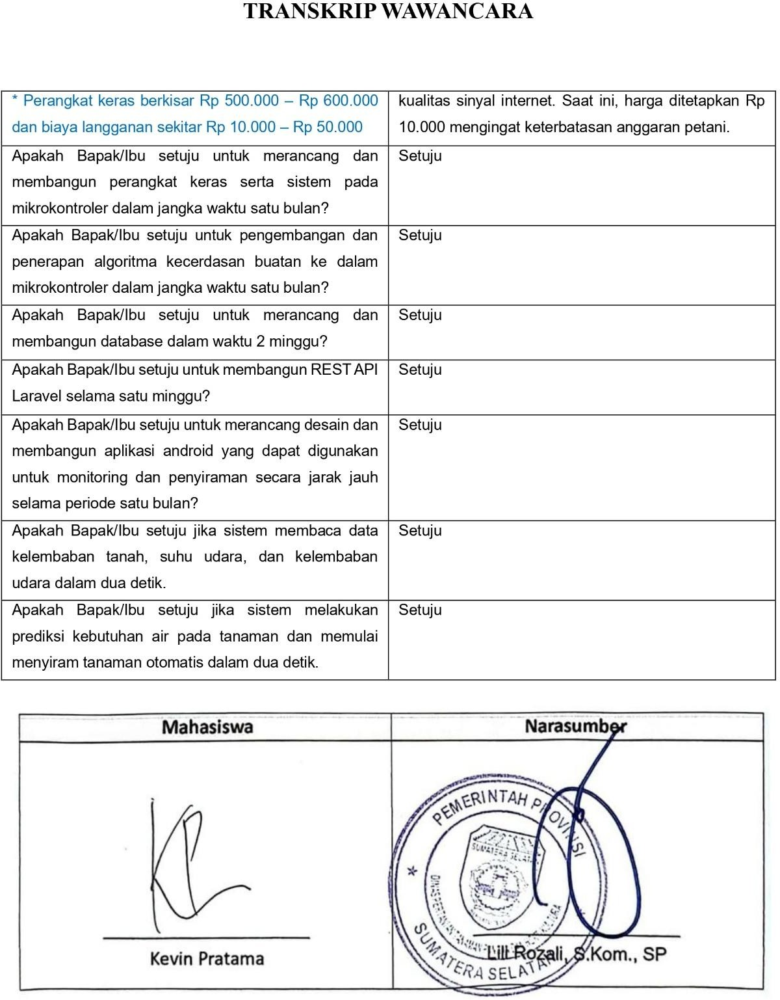 TRANSKRIP WAWANCARA
* Perangkat keras berkisar Rp 500.000 – Rp 600.000
dan biaya langganan sekitar Rp 10.000 – Rp 50.000
kualitas sinyal internet. Saat ini, harga ditetapkan Rp
10.000 mengingat keterbatasan anggaran petani.
Apakah Bapak/Ibu setuju untuk merancang dan
membangun perangkat keras serta sistem pada
mikrokontroler dalam jangka waktu satu bulan?
Setuju
Apakah Bapak/Ibu setuju untuk pengembangan dan
penerapan algoritma kecerdasan buatan ke dalam
mikrokontroler dalam jangka waktu satu bulan?
Setuju
Apakah Bapak/Ibu setuju untuk merancang dan
membangun database dalam waktu 2 minggu?
Setuju
Apakah Bapak/Ibu setuju untuk membangun REST API
Laravel selama satu minggu?
Setuju
Apakah Bapak/Ibu setuju untuk merancang desain dan
membangun aplikasi android yang dapat digunakan
untuk monitoring dan penyiraman secara jarak jauh
selama periode satu bulan?
Setuju
Apakah Bapak/Ibu setuju jika sistem membaca data
kelembaban tanah, suhu udara, dan kelembaban
udara dalam dua detik.
Setuju
Apakah Bapak/Ibu setuju jika sistem melakukan
prediksi kebutuhan air pada tanaman dan memulai
menyiram tanaman otomatis dalam dua detik.
Setuju
Mahasiswa
Narasumber
PEMERINTAH PROVINSI
SUMATERA SELATAN
SUMATERA SELATAN
Kevin Pratama
Lili Rozali, S.Kom., SP